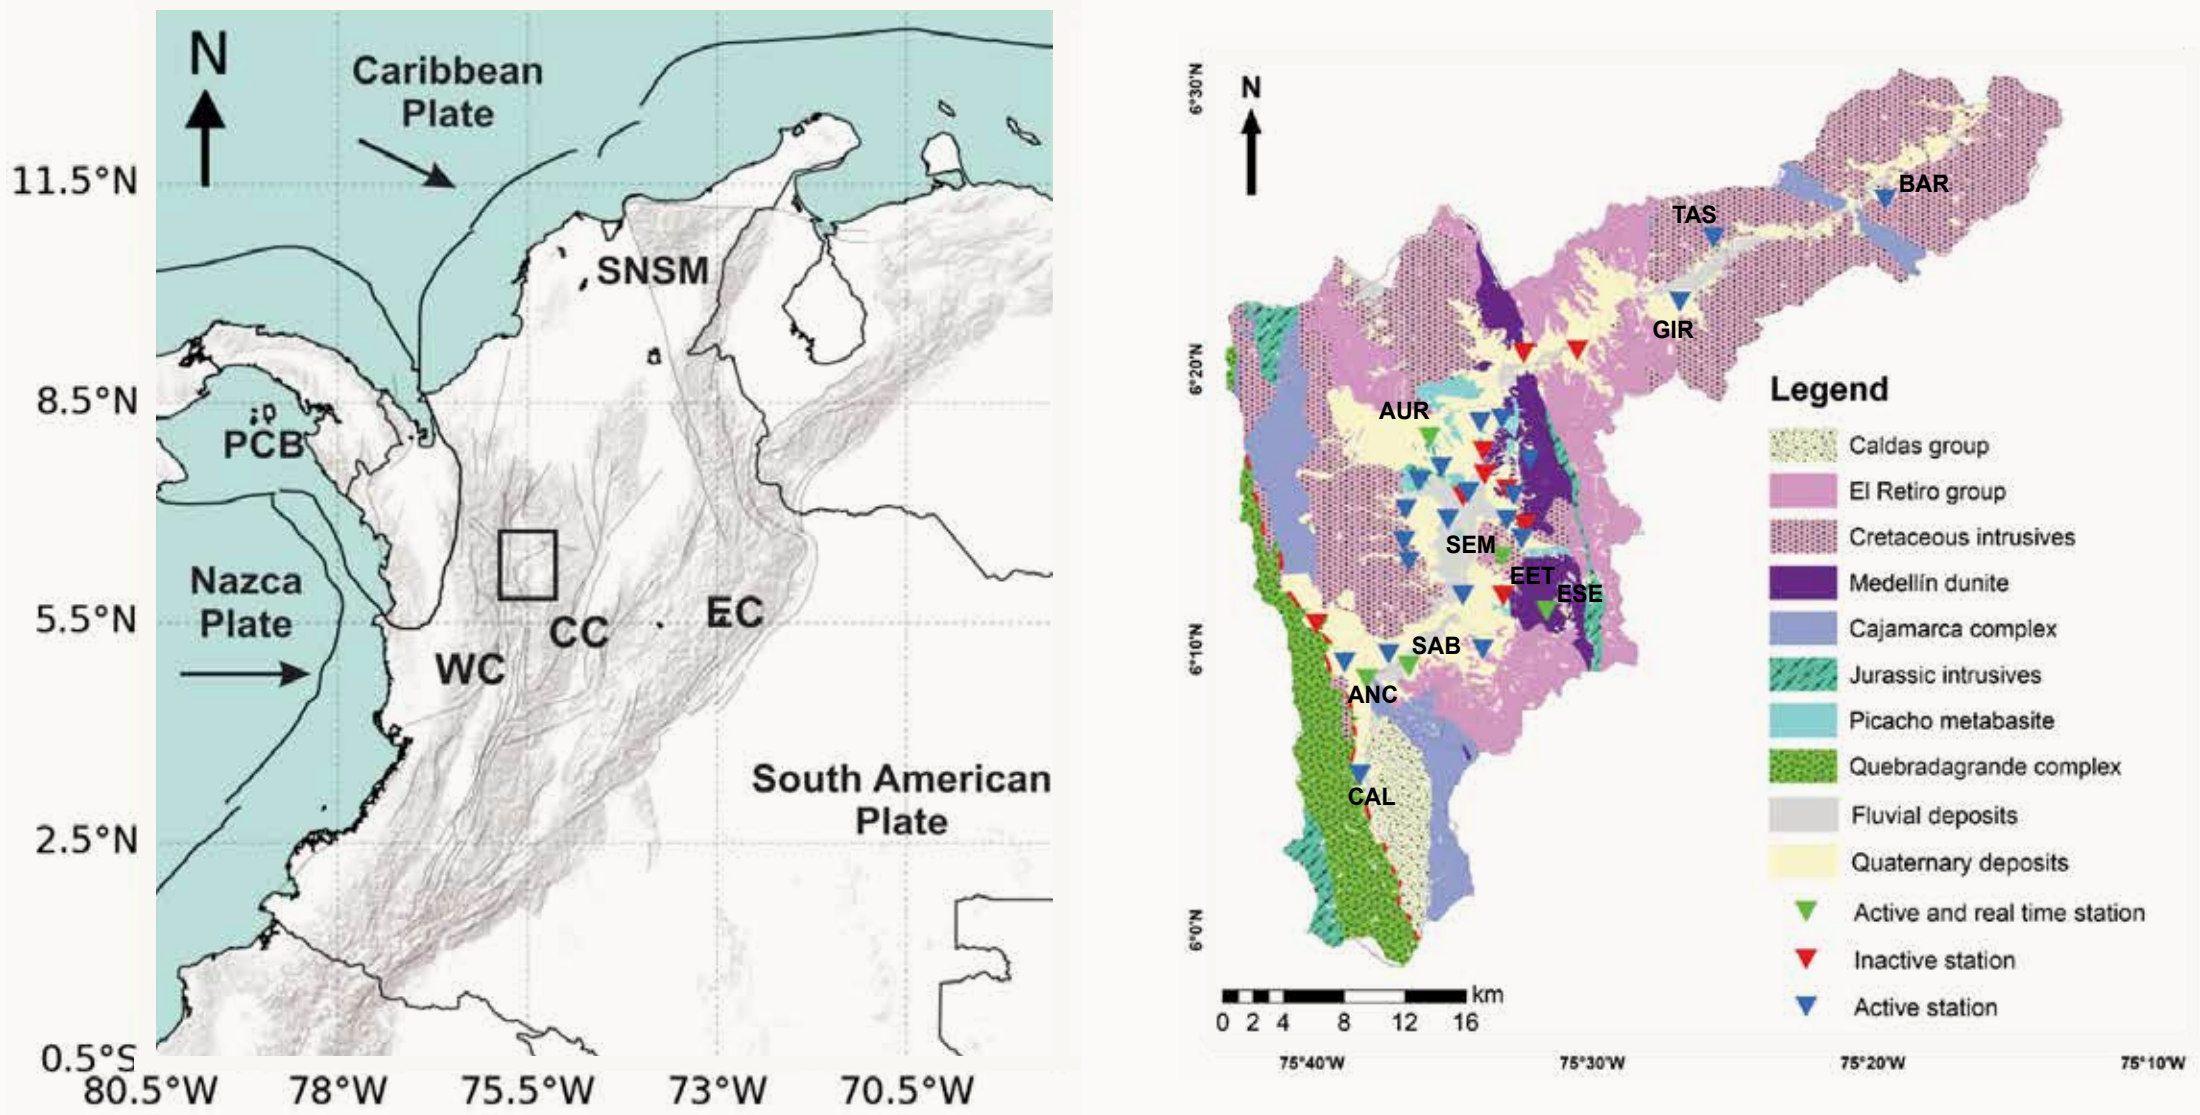 N
Caribbean
Plate
11.5°N
SNSM
8.5°N
PCB
Nazca
Plate
5.5°N
EC
CC
WC
South American
Plate
2.5°N
0.5°S
80.5°W
78°W
75.5°W
73°W
70.5°W
6°30'N
N
BAR
TAS
GIR
6°20'N
AUR
SEM
EET
ESE
6°10'N
SAB
ANC
CAL
6°0'N
Legend
Caldas group
El Retiro group
Cretaceous intrusives
Medellín dunite
Cajamarca complex
Jurassic intrusives
Picacho metabasite
Quebradagrande complex
Fluvial deposits
Quaternary deposits
Active and real time station
Inactive station
Active station
km
0 2 4 8 12 16
75°40'W
75°30'W
75°20'W
75°10'W